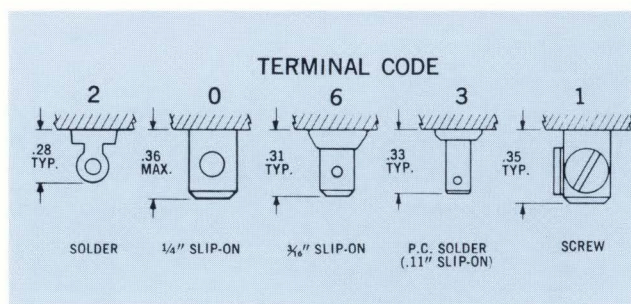 TERMINAL CODE
2 0 6 3 1
.28 TYP.
.36 MAX.
.31 TYP.
.33 TYP.
.35 TYP.
SOLDER
1/4" SLIP-ON
3/16" SLIP-ON
P.C. SOLDER
(.11" SLIP-ON)
SCREW